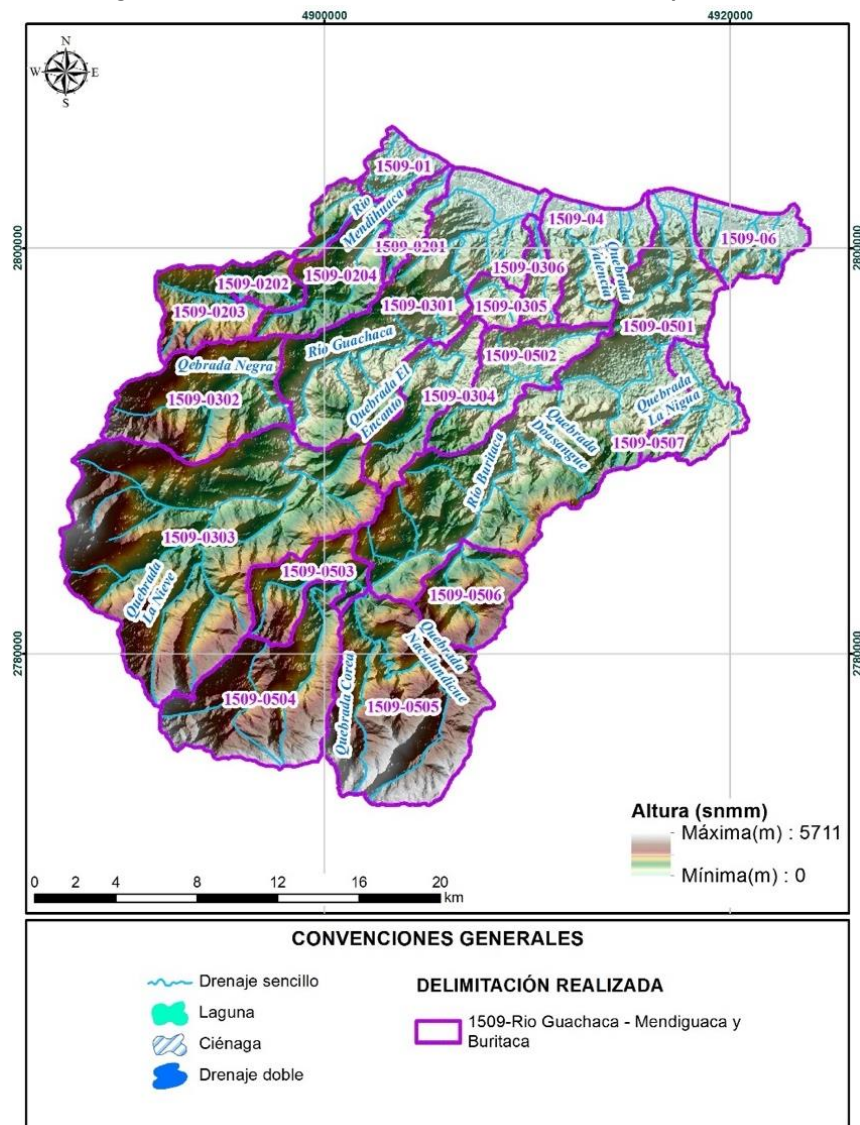 4900000
4920000
N
W E
S
1509-01
Rio
Mendihuaca
1509-04
1509-06
2800000
2800000
1509-0201
1509-0306
Quebrada
Valencia
1509-0202
1509-0204
1509-0203
1509-0301
1509-0305
1509-0501
Rio Guachaca
1509-0502
Qebrada Negra
1509-0302
Quebrada El
Encanto
1509-0304
Quebrada
La Nigua
Quebrada
Doasangue
1509-0507
Rio Buritaca
1509-0303
1509-0503
Quebrada
La Nieve
1509-0506
2780000
2780000
Quebrada
1509-0504
Quebrada Corea
1509-0505
Altura (snmm)
Máxima(m) : 5711
Mínima(m) : 0
0 2 4 8 12 16 20
km
CONVENCIONES GENERALES
Drenaje sencillo
Laguna
Ciénaga
Drenaje doble
DELIMITACIÓN REALIZADA
1509-Rio Guachaca - Mendiguaca y
Buritaca